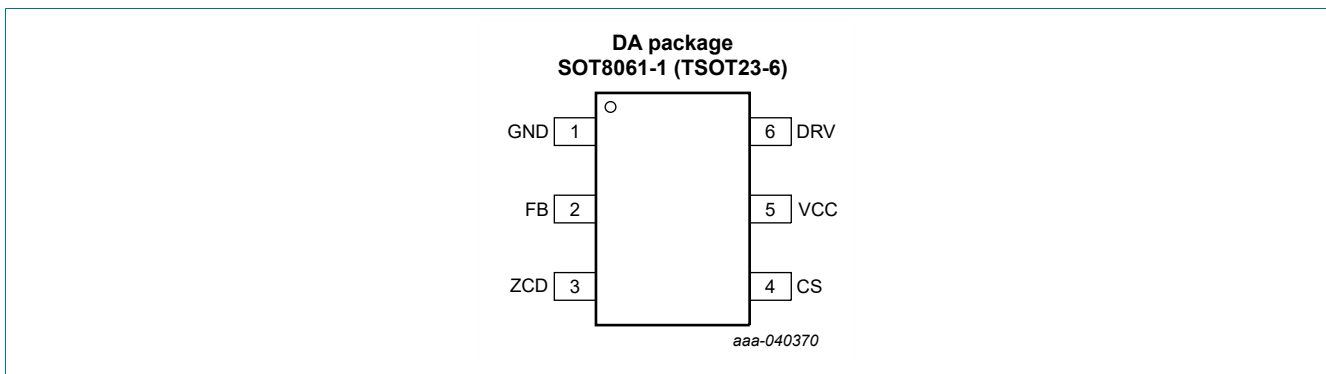 DA package
SOT8061-1 (TSOT23-6)
GND 1
6 DRV
FB 2
5 VCC
ZCD 3
4 CS
aaa-040370